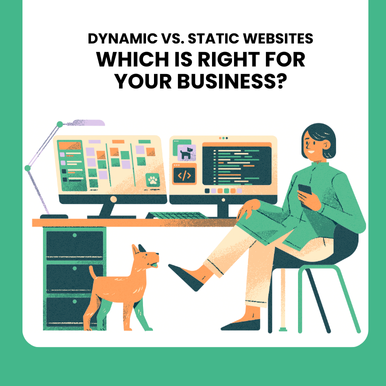 DYNAMIC VS. STATIC WEBSITES
WHICH IS RIGHT FOR
YOUR BUSINESS?
</>